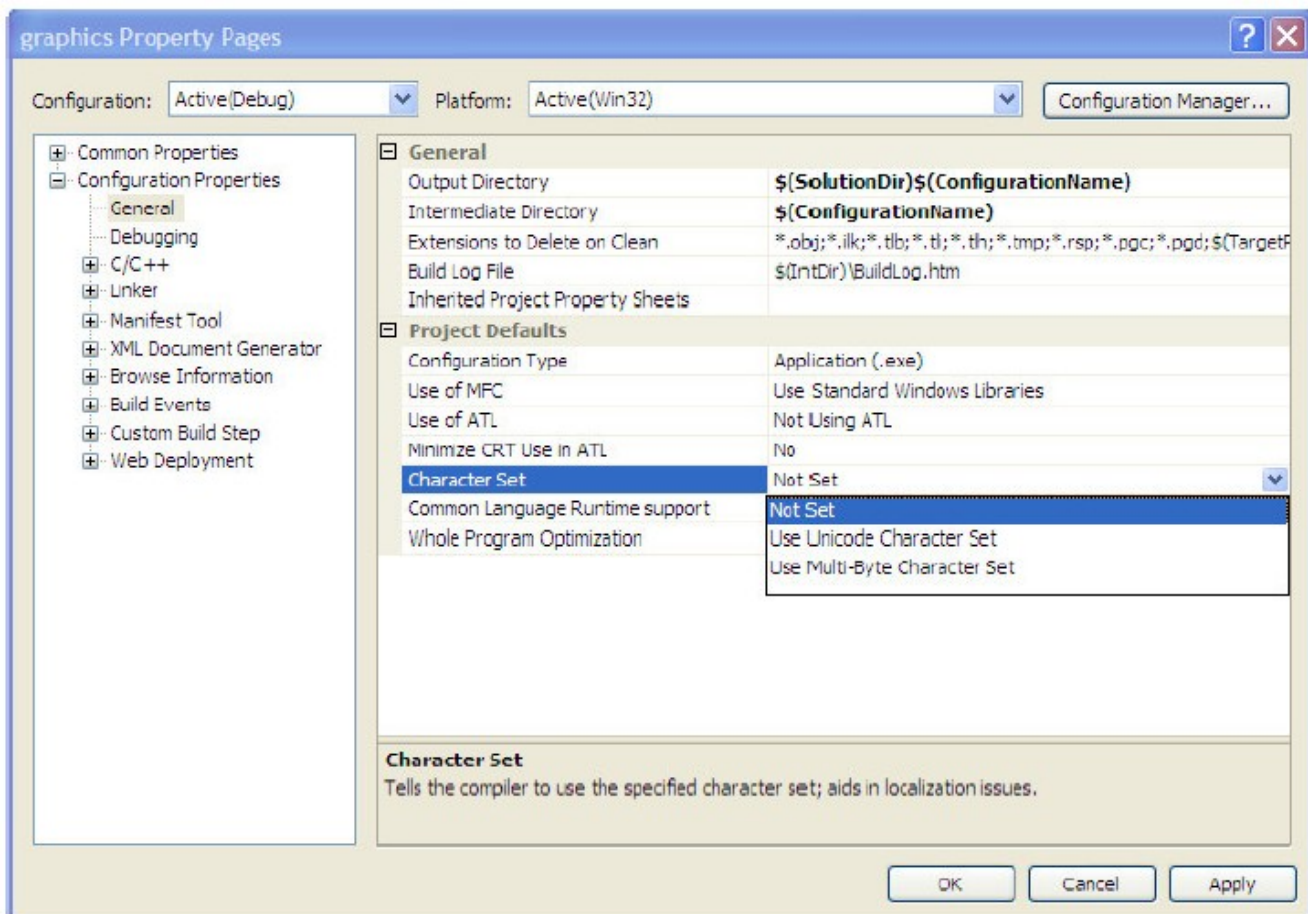 graphics Property Pages
Configuration: Active(Debug) Platform: Active(Win32) Configuration Manager...
Common Properties
Configuration Properties
General
Debugging
C/C++
Linker
Manifest Tool
XML Document Generator
Browse Information
Build Events
Custom Build Step
Web Deployment
General
Output Directory $(SolutionDir)$(ConfigurationName)
Intermediate Directory $(ConfigurationName)
Extensions to Delete on Clean *.obj;*.ilk;*.tlb;*.tli;*.tlh;*.tmp;*.rsp;*.pgc;*.pgd;$(TargetP
Build Log File $(IntDir)\BuildLog.htm
Inherited Project Property Sheets
Project Defaults
Configuration Type Application (.exe)
Use of MFC Use Standard Windows Libraries
Use of ATL Not Using ATL
Minimize CRT Use in ATL No
Character Set Not Set
Common Language Runtime support Not Set
Whole Program Optimization Use Unicode Character Set
Use Multi-Byte Character Set
Character Set
Tells the compiler to use the specified character set; aids in localization issues.
OK Cancel Apply